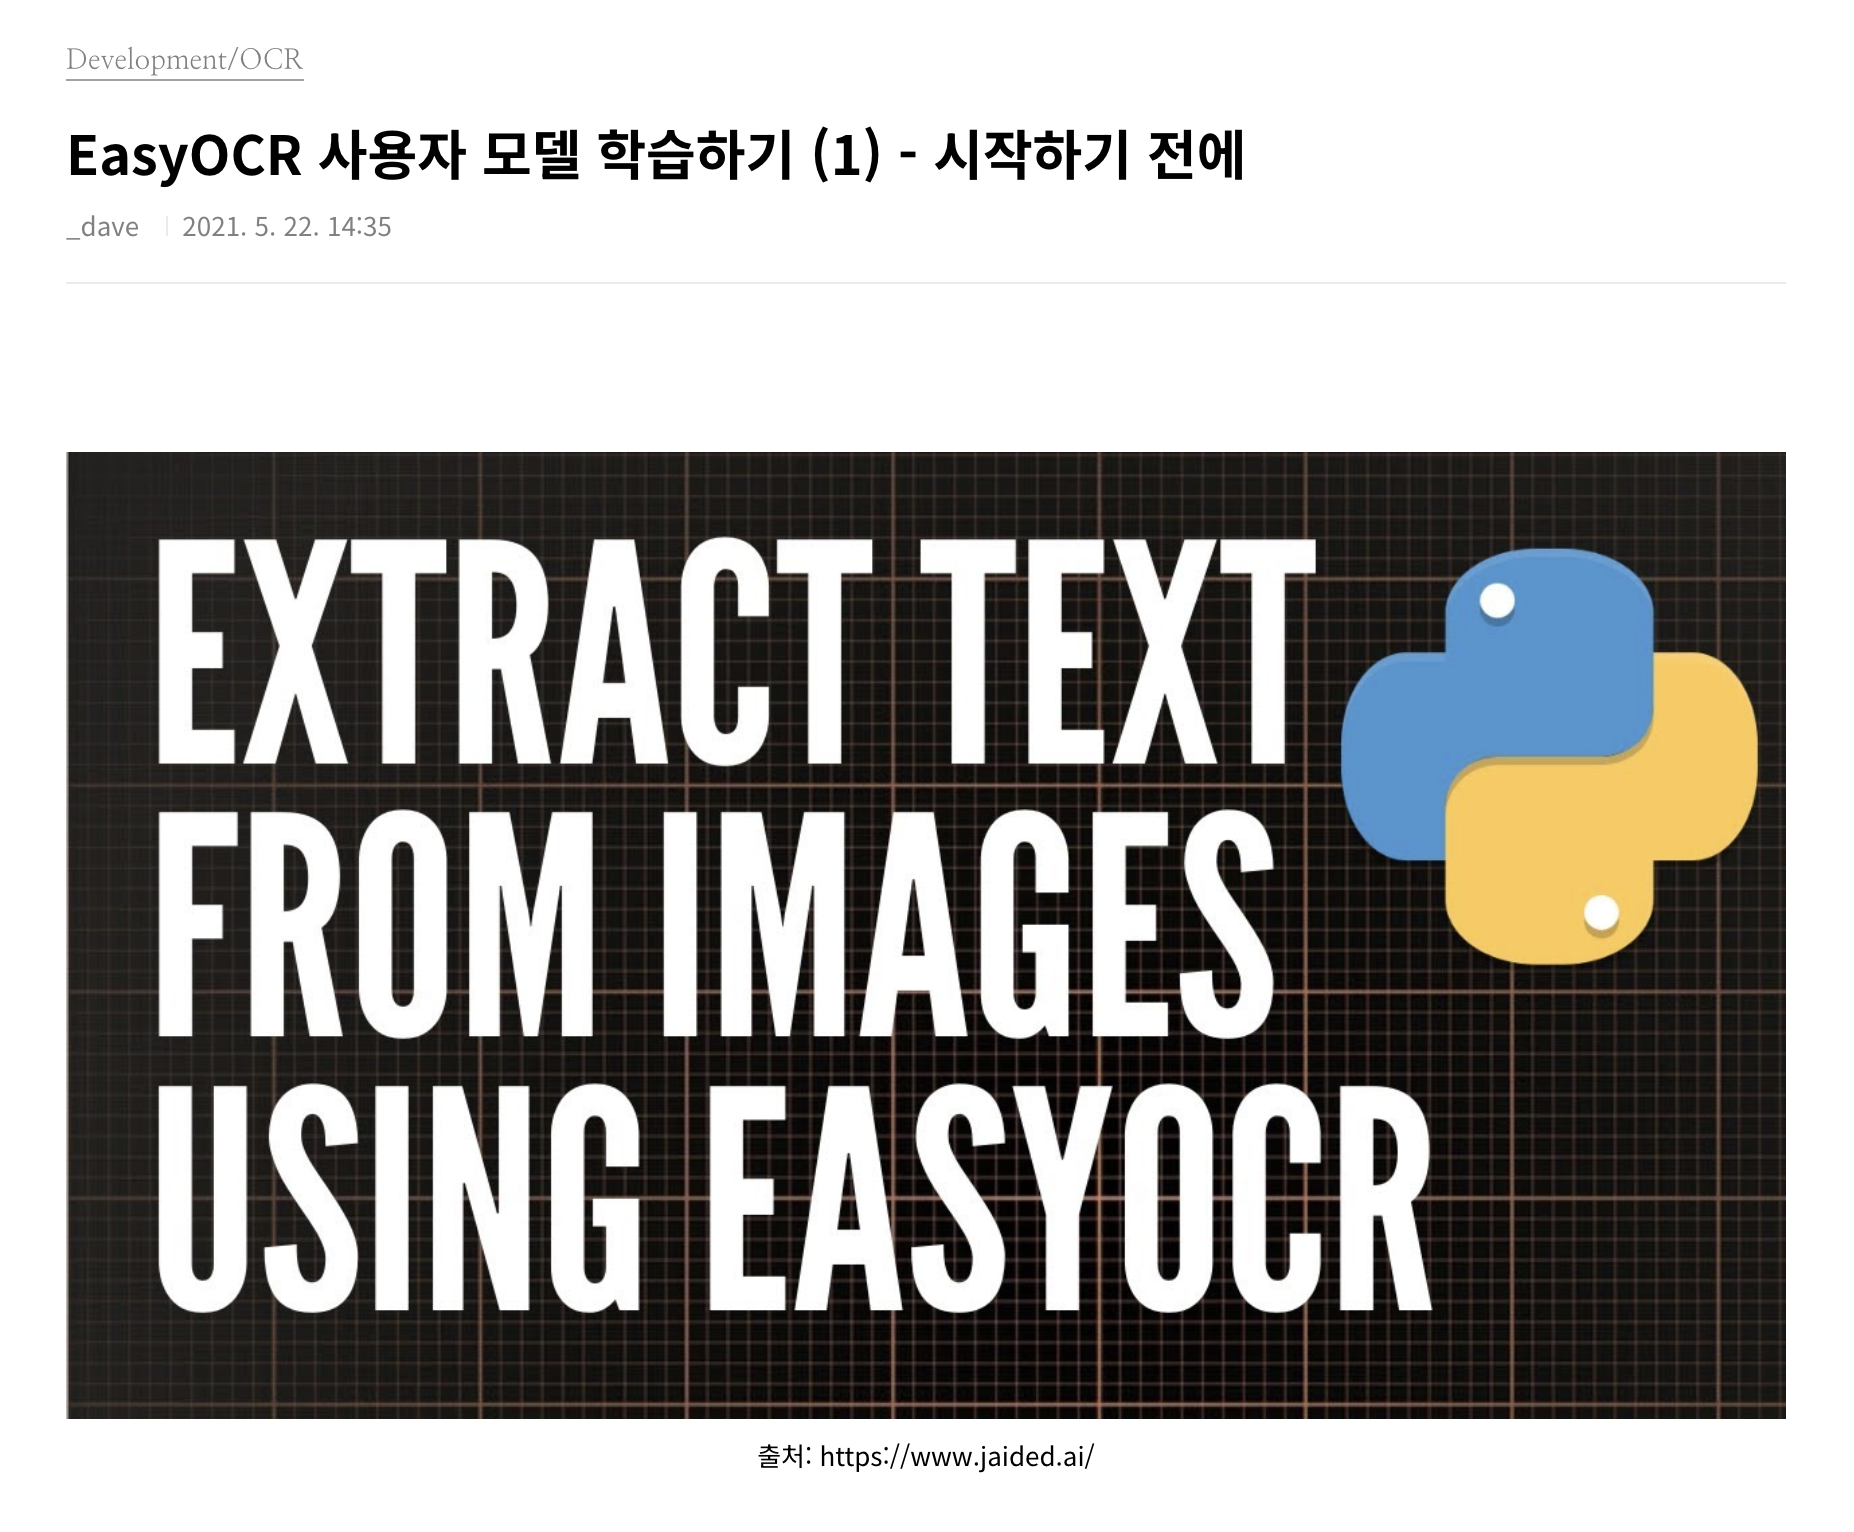 Development/OCR
EasyOCR 사용자 모델 학습하기 (1) - 시작하기 전에
_dave 2021. 5. 22. 14:35
EXTRACT TEXT
FROM IMAGES
USING EASYOCR
출처: https://www.jaided.ai/